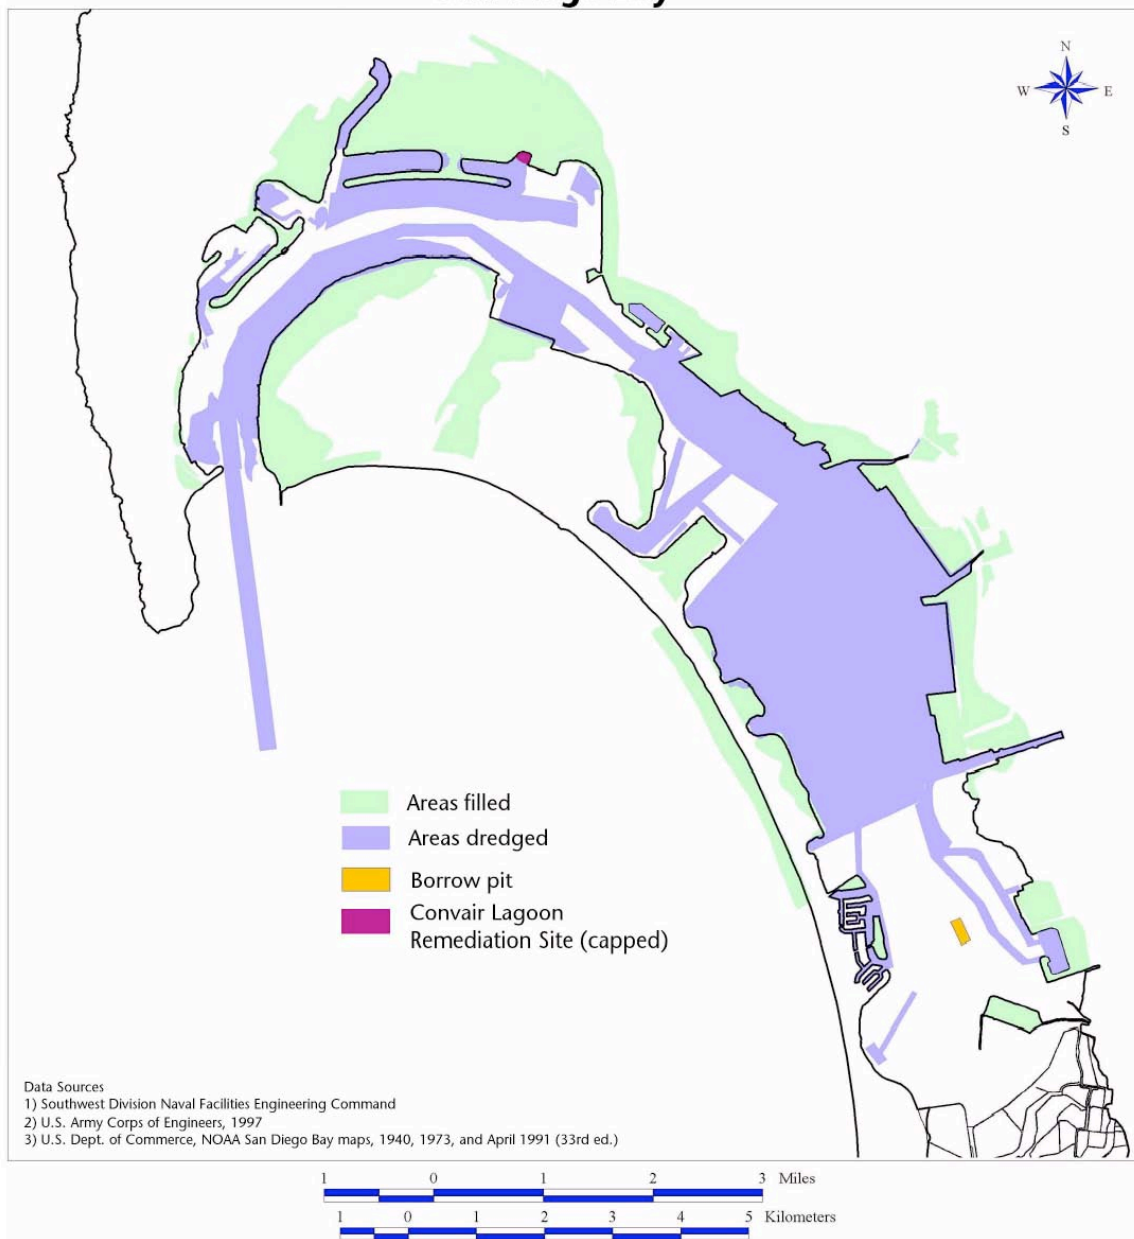 N
W E
S
Areas filled
Areas dredged
Borrow pit
Convair Lagoon
Remediation Site (capped)
Data Sources
1) Southwest Division Naval Facilities Engineering Command
2) U.S. Army Corps of Engineers, 1997
3) U.S. Dept. of Commerce, NOAA San Diego Bay maps, 1940, 1973, and April 1991 (33rd ed.)
1 0 1 2 3 Miles
1 0 1 2 3 4 5 Kilometers